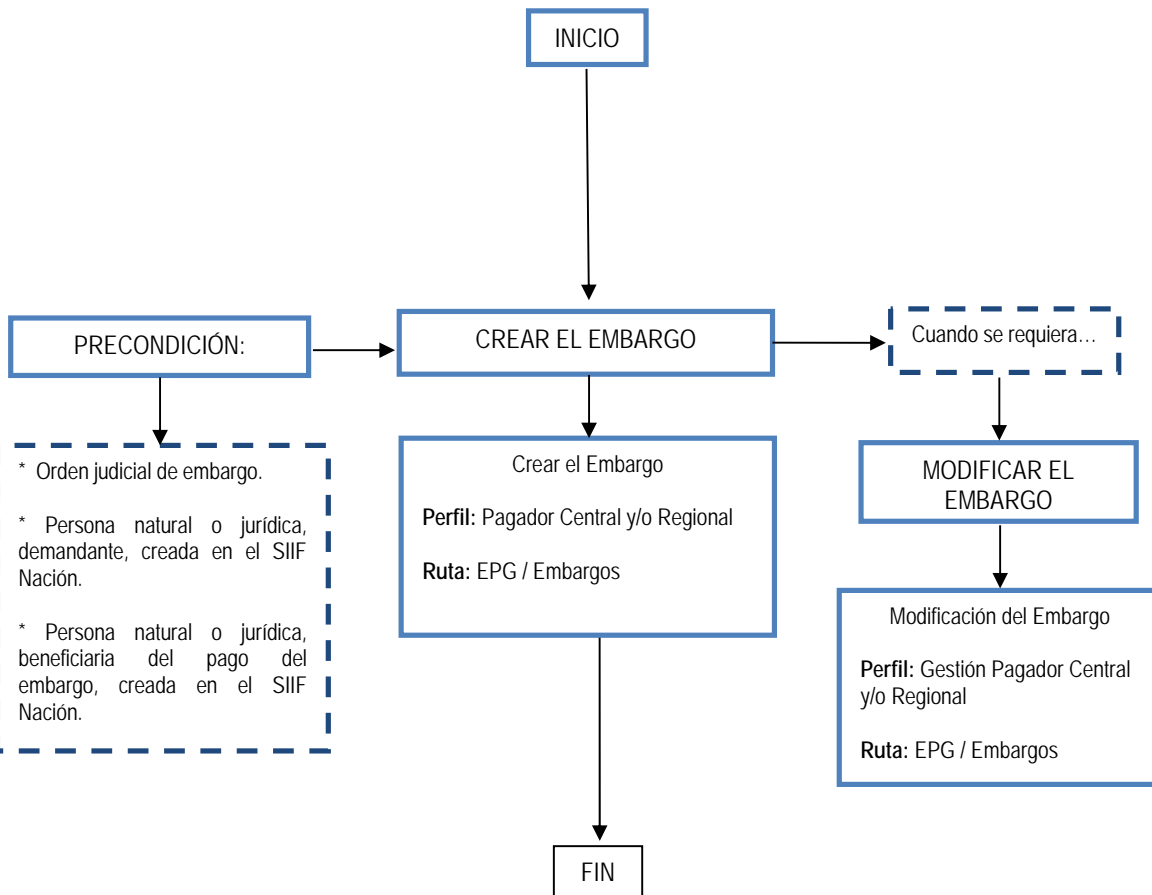 INICIO
PRECONDICIÓN:
CREAR EL EMBARGO
Cuando se requiera…
* Orden judicial de embargo.
* Persona natural o jurídica,
demandante, creada en el SIIF
Nación.
* Persona natural o jurídica,
beneficiaria del pago del
embargo, creada en el SIIF
Nación.
Crear el Embargo
Perfil: Pagador Central y/o Regional
Ruta: EPG / Embargos
MODIFICAR EL
EMBARGO
Modificación del Embargo
Perfil: Gestión Pagador Central
y/o Regional
Ruta: EPG / Embargos
FIN